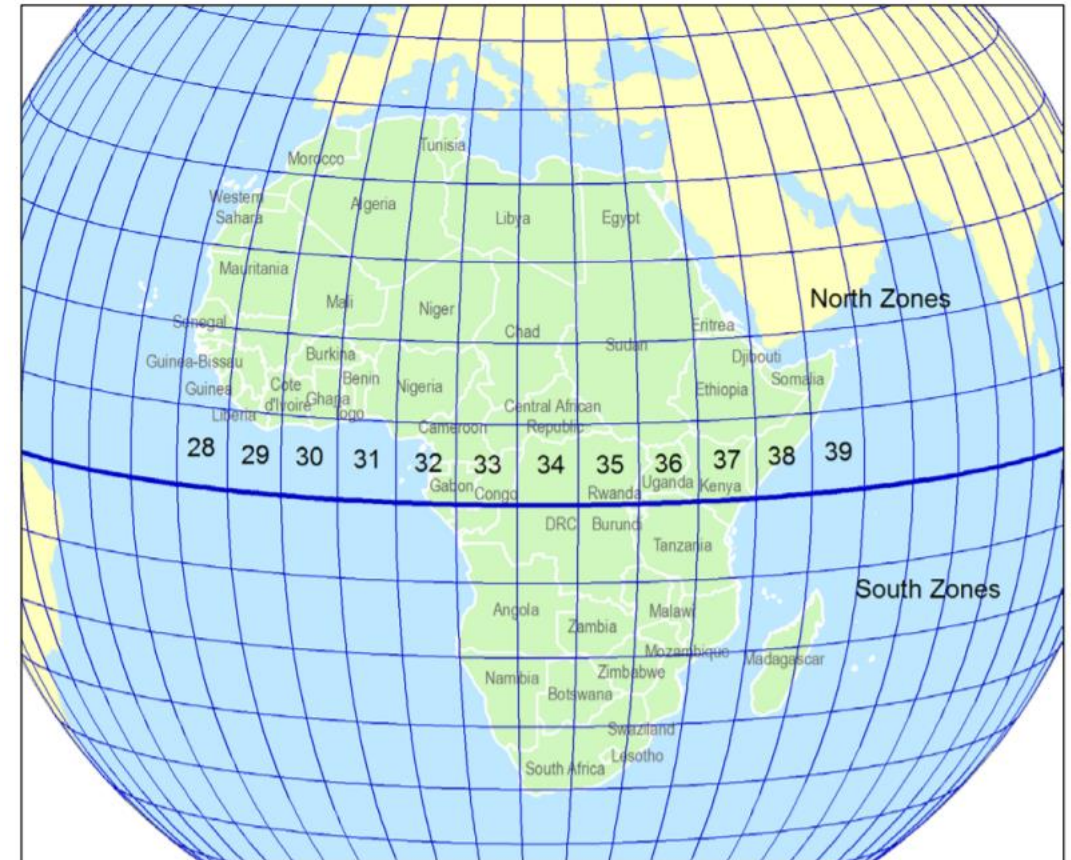 Tunisia
Morocco
Western
Sahara
Algeria
Libya
Egypt
Mauritania
Mali
Niger
Chad
Sudan
Eritrea
North Zones
Senegal
Guinea-Bissau
Burkina
Djibouti
Guinea
Cote
d'Ivoire
Benin
Ghana
Togo
Nigeria
Ethiopia
Somalia
Liberia
Central African
Republic
Cameroon
28 29 30 31 32 33 34 35 36 37 38 39
Gabon
Congo
Rwanda
Uganda
Kenya
DRC
Burundi
Tanzania
South Zones
Angola
Zambia
Malawi
Mozambique
Madagascar
Namibia
Zimbabwe
Botswana
Swaziland
Lesotho
South Africa